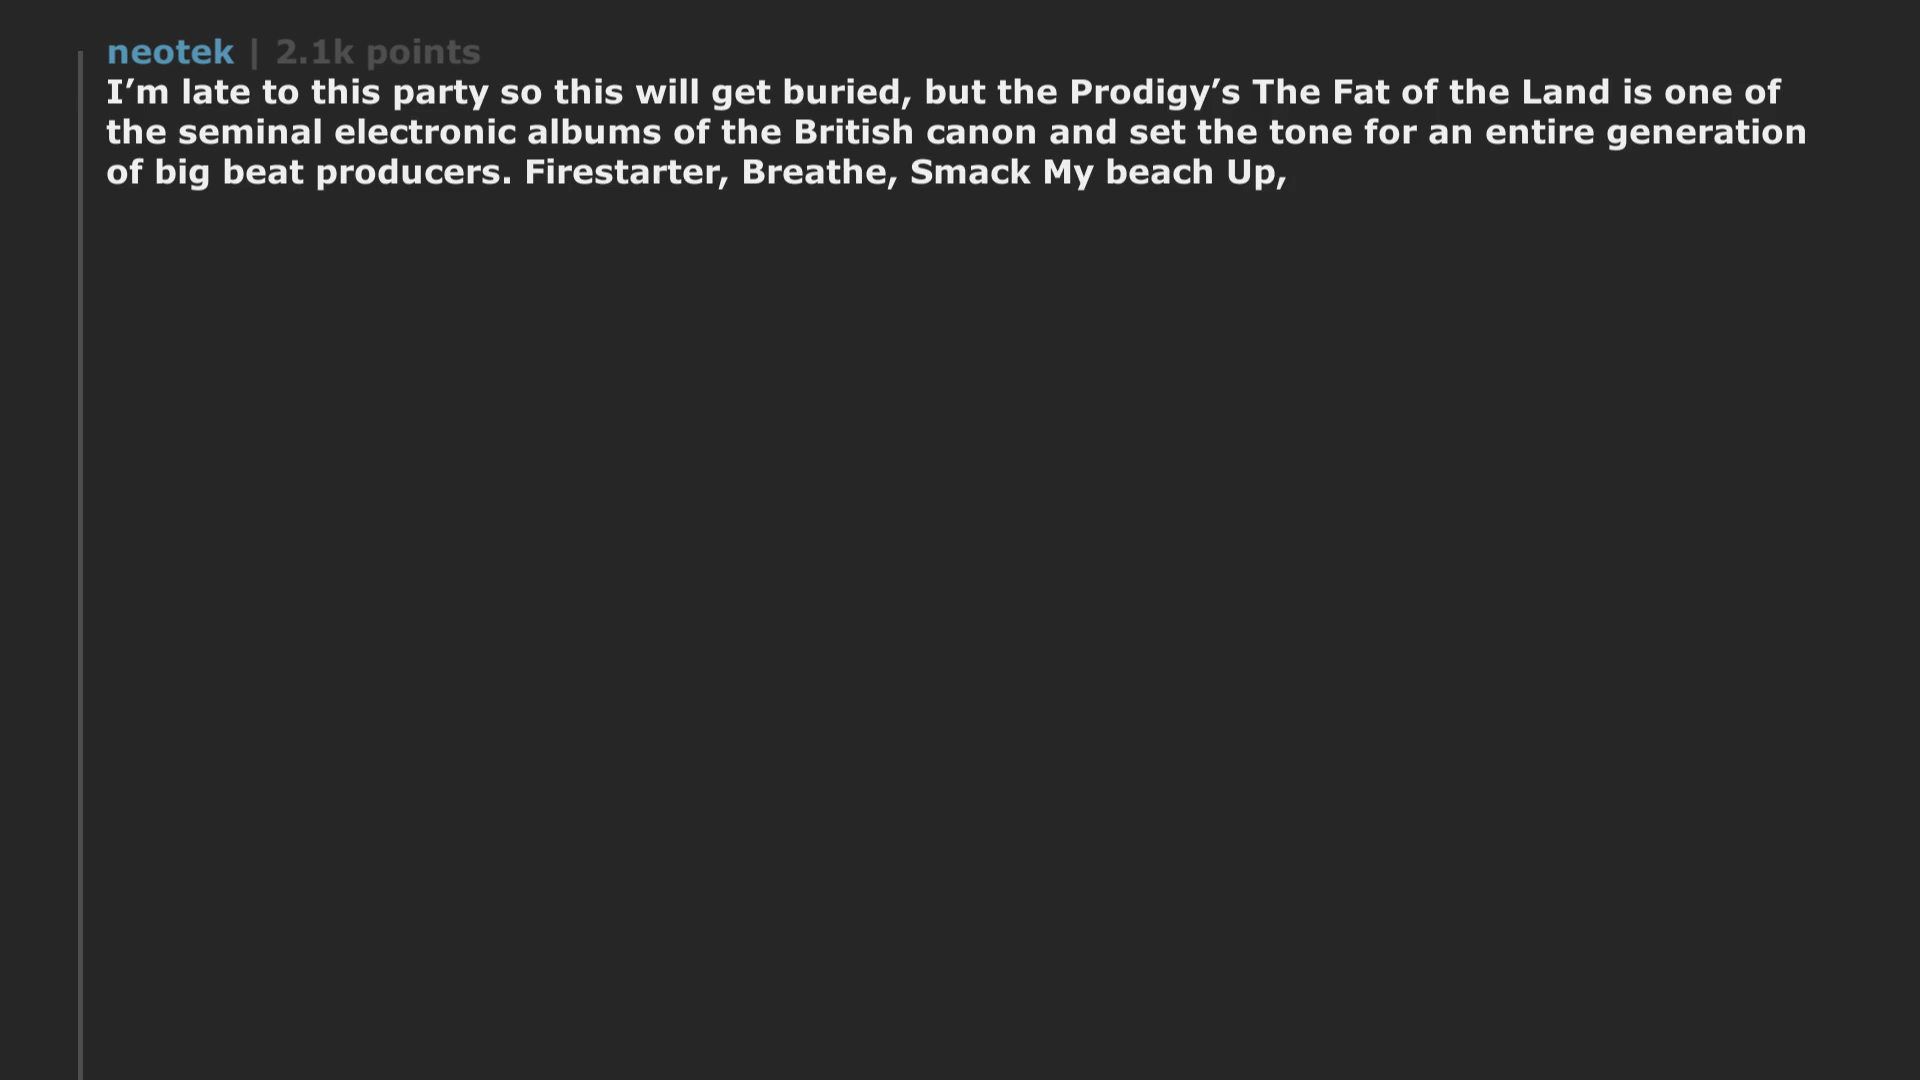 neotek | 2.1k points
I’m late to this party so this will get buried, but the Prodigy’s The Fat of the Land is one of
the seminal electronic albums of the British canon and set the tone for an entire generation
of big beat producers. Firestarter, Breathe, Smack My beach Up,